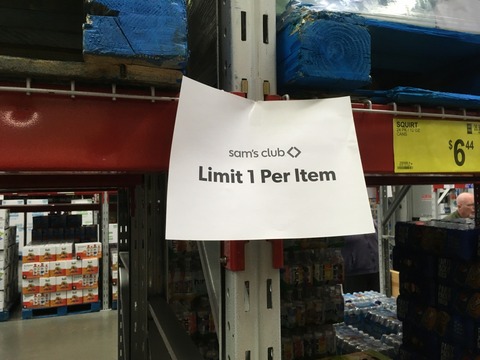 sam's club
Limit 1 Per Item
SQUIRT
$6.44